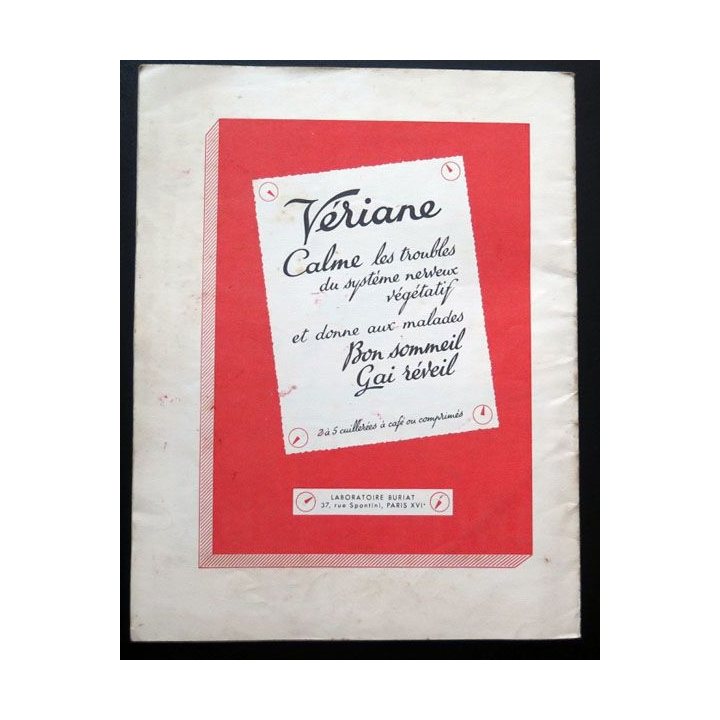 Vériane
Calme les troubles
du système nerveux
végétatif
et donne aux malades
Bon sommeil
Gai réveil
2 à 5 cuillerées à café ou comprimés
LABORATOIRE BURIAT
37, rue Spontini, PARIS XVIᵉ